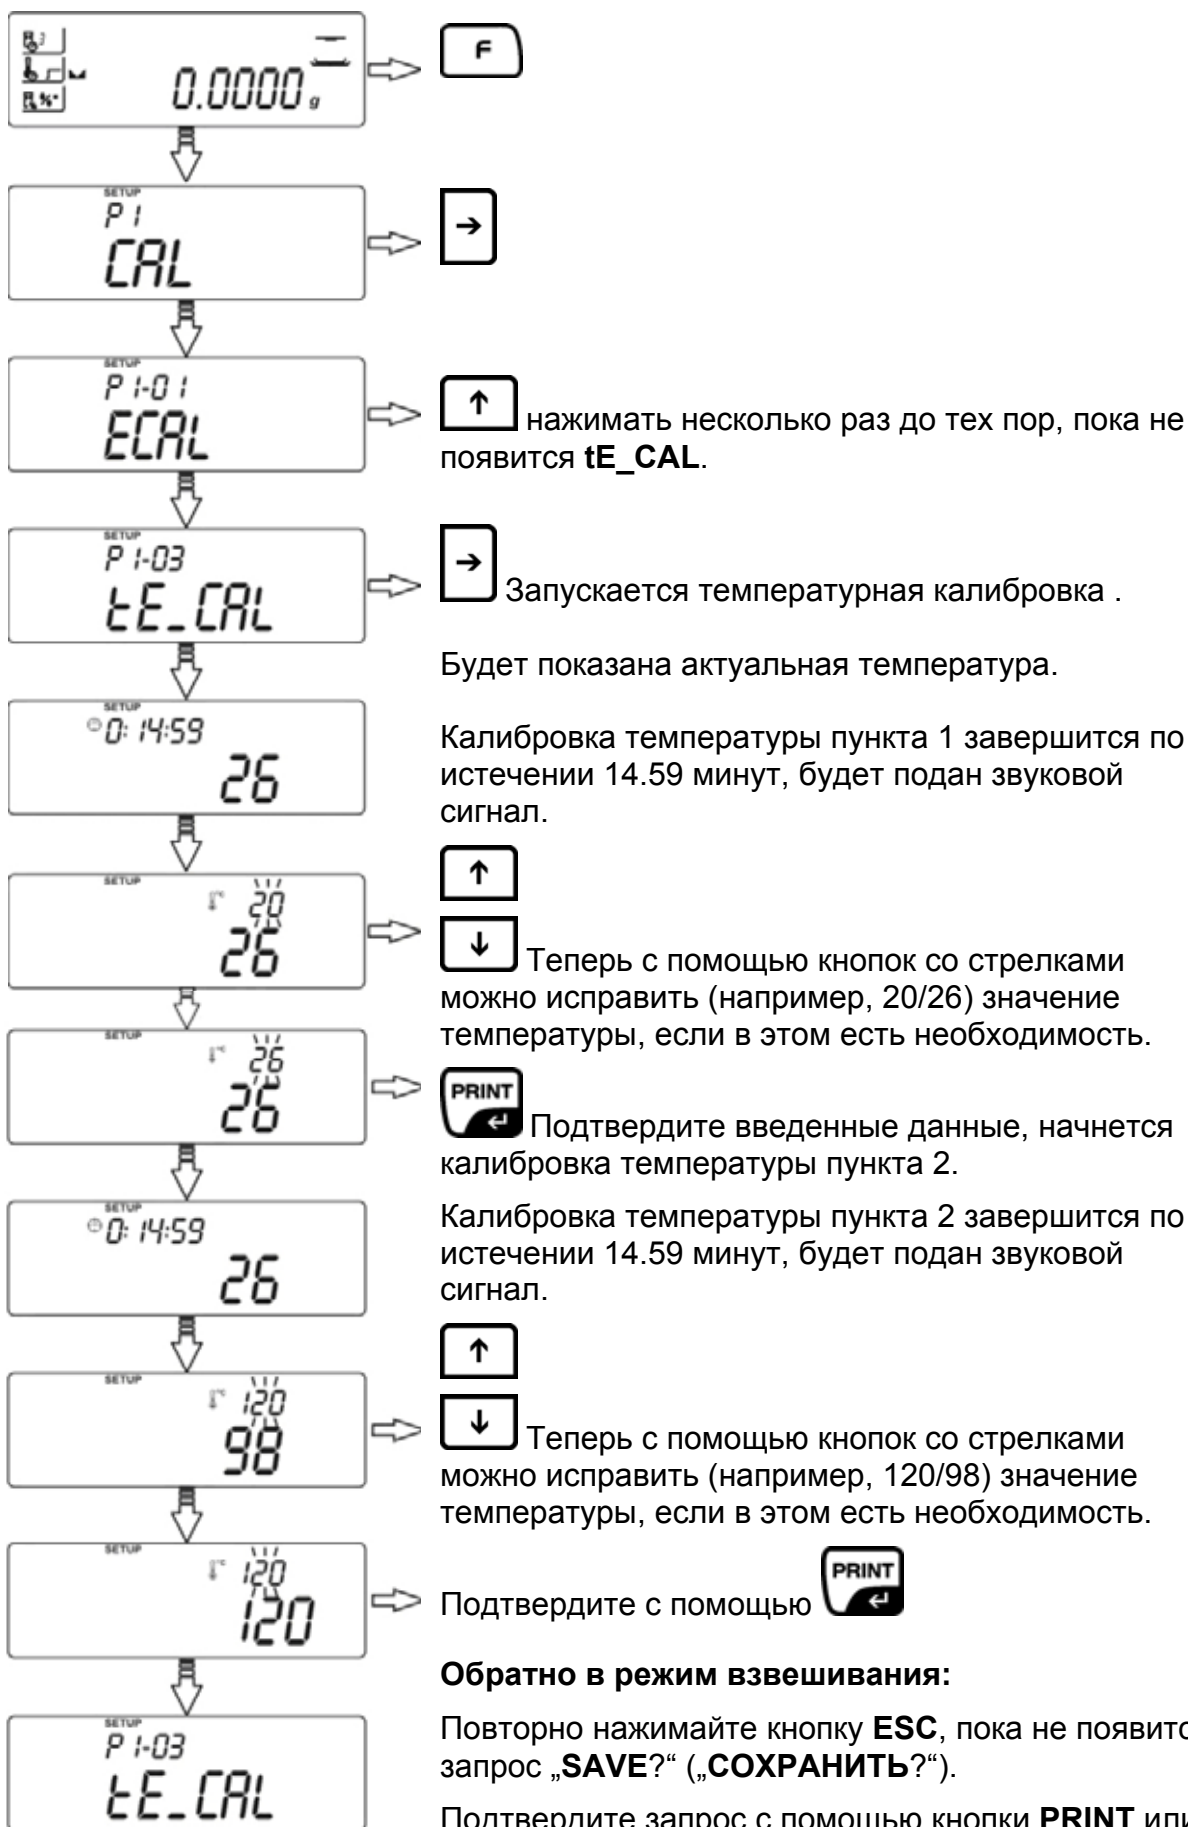 0.0000 g
F
SETUP
P1
CAL
→
SETUP
P1-01
ECAL
↑ нажимать несколько раз до тех пор, пока не
появится tE_CAL.
SETUP
P1-03
tE_CAL
→ Запускается температурная калибровка .
Будет показана актуальная температура.
SETUP
0:14:59
26
Калибровка температуры пункта 1 завершится по
истечении 14.59 минут, будет подан звуковой
сигнал.
SETUP
°C 20
26
↑
↓ Теперь с помощью кнопок со стрелками
можно исправить (например, 20/26) значение
температуры, если в этом есть необходимость.
SETUP
°C 26
26
PRINT
Подтвердите введенные данные, начнется
калибровка температуры пункта 2.
SETUP
0:14:59
26
Калибровка температуры пункта 2 завершится по
истечении 14.59 минут, будет подан звуковой
сигнал.
SETUP
°C 120
98
↑
↓ Теперь с помощью кнопок со стрелками
можно исправить (например, 120/98) значение
температуры, если в этом есть необходимость.
SETUP
°C 120
120
Подтвердите с помощью PRINT
Обратно в режим взвешивания:
SETUP
P1-03
tE_CAL
Повторно нажимайте кнопку ESC, пока не появитс
запрос „SAVE?“ („СОХРАНИТЬ?“).
Подтвердите запрос с помощью кнопки PRINT или